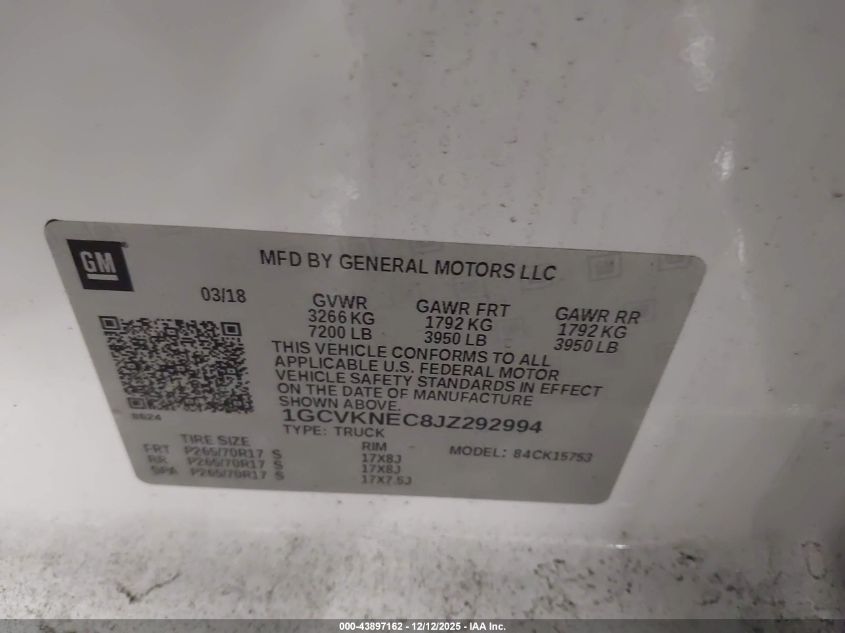 GM
MFD BY GENERAL MOTORS LLC
03/18
GVWR
3266 KG
7200 LB
GAWR FRT
1792 KG
3950 LB
GAWR RR
1792 KG
3950 LB
THIS VEHICLE CONFORMS TO ALL
APPLICABLE U.S. FEDERAL MOTOR
VEHICLE SAFETY STANDARDS IN EFFECT
ON THE DATE OF MANUFACTURE
SHOWN ABOVE.
1GCVKNEC8JZ292994
TYPE: TRUCK
TIRE SIZE RIM MODEL: 84CK15753
FRT P265/70R17 S 17X8J
RR P265/70R17 S 17X8J
SPA P265/70R17 S 17X7.5J
000-43897162 - 12/12/2025 - IAA Inc.